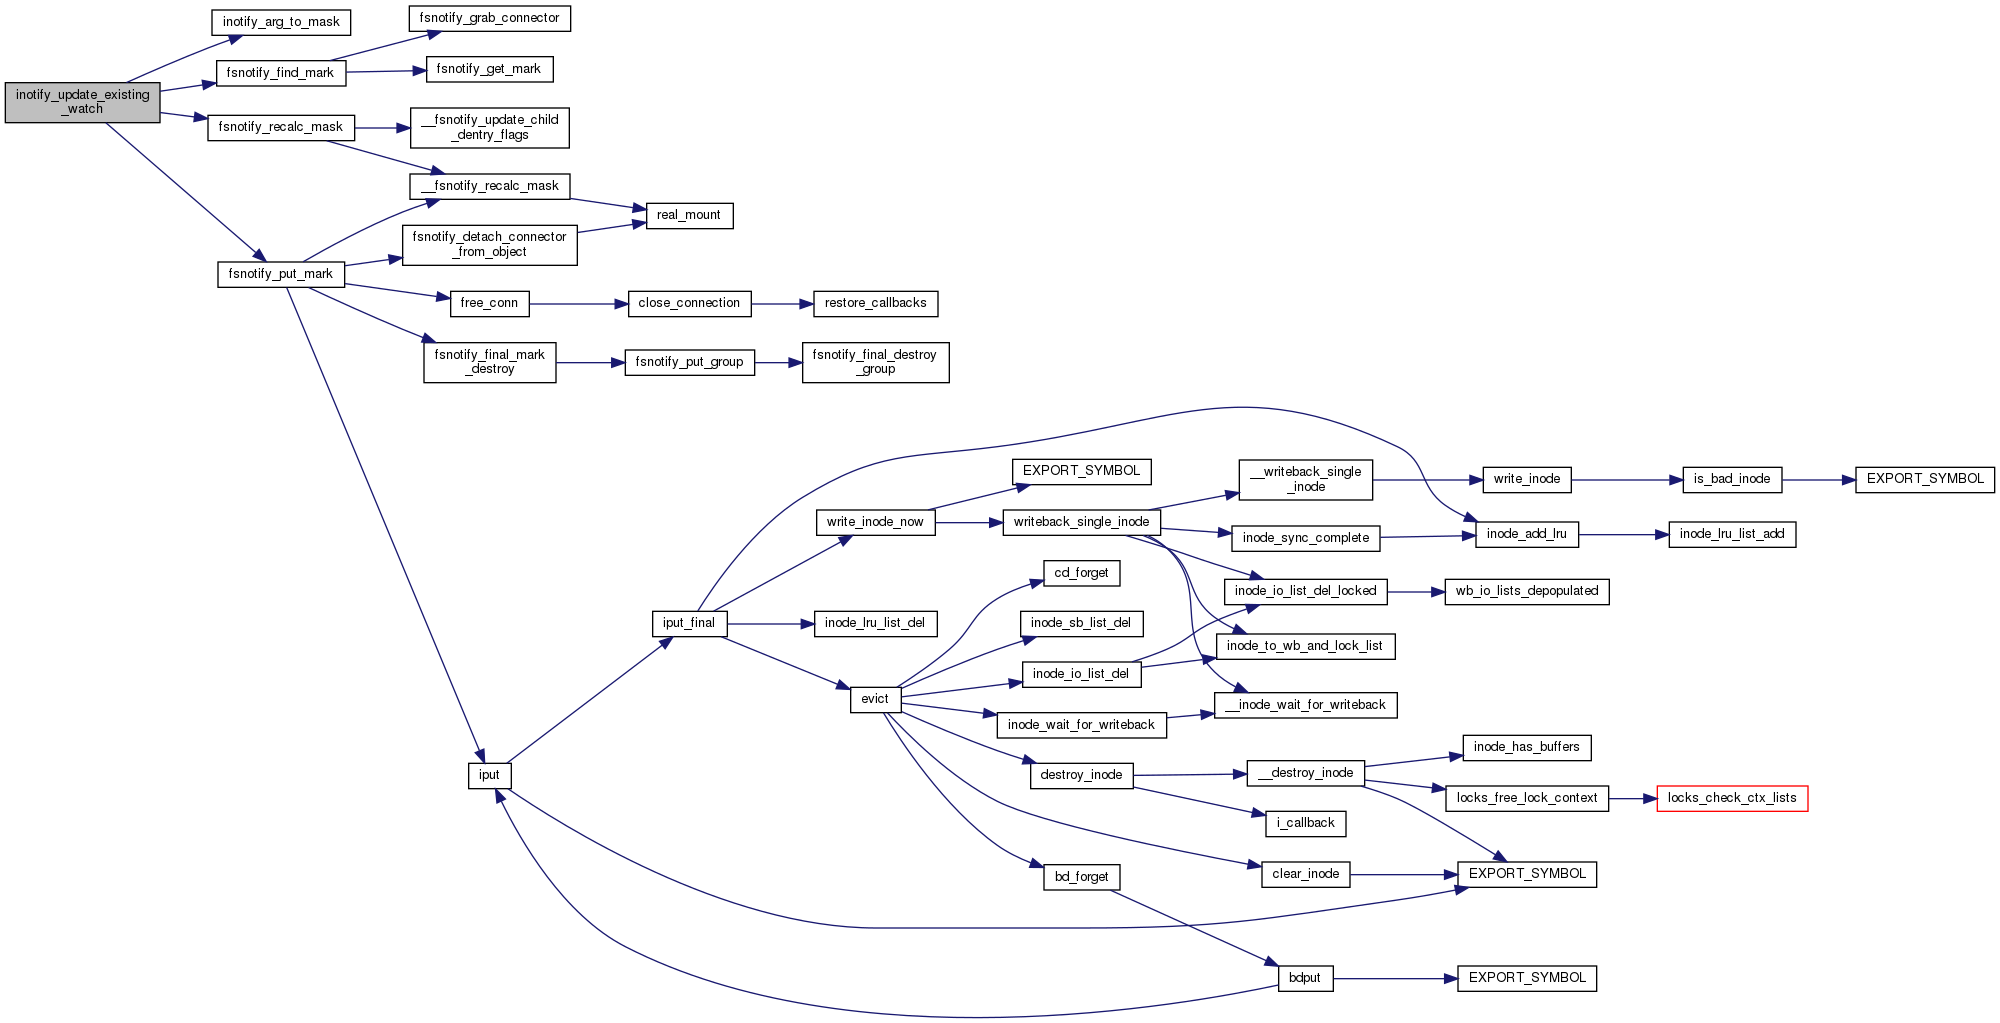 inotify_arg_to_mask
fsnotify_grab_connector
fsnotify_find_mark
fsnotify_get_mark
inotify_update_existing
_watch
fsnotify_recalc_mask
__fsnotify_update_child
_dentry_flags
__fsnotify_recalc_mask
real_mount
fsnotify_detach_connector
_from_object
fsnotify_put_mark
free_conn
close_connection
restore_callbacks
fsnotify_final_mark
_destroy
fsnotify_put_group
fsnotify_final_destroy
_group
EXPORT_SYMBOL
__writeback_single
_inode
write_inode
is_bad_inode
EXPORT_SYMBOL
write_inode_now
writeback_single_inode
inode_sync_complete
inode_add_lru
inode_lru_list_add
cd_forget
inode_io_list_del_locked
wb_io_lists_depopulated
iput_final
inode_lru_list_del
inode_sb_list_del
inode_to_wb_and_lock_list
inode_io_list_del
evict
__inode_wait_for_writeback
inode_wait_for_writeback
inode_has_buffers
iput
destroy_inode
__destroy_inode
locks_free_lock_context
locks_check_ctx_lists
i_callback
bd_forget
clear_inode
EXPORT_SYMBOL
bdput
EXPORT_SYMBOL